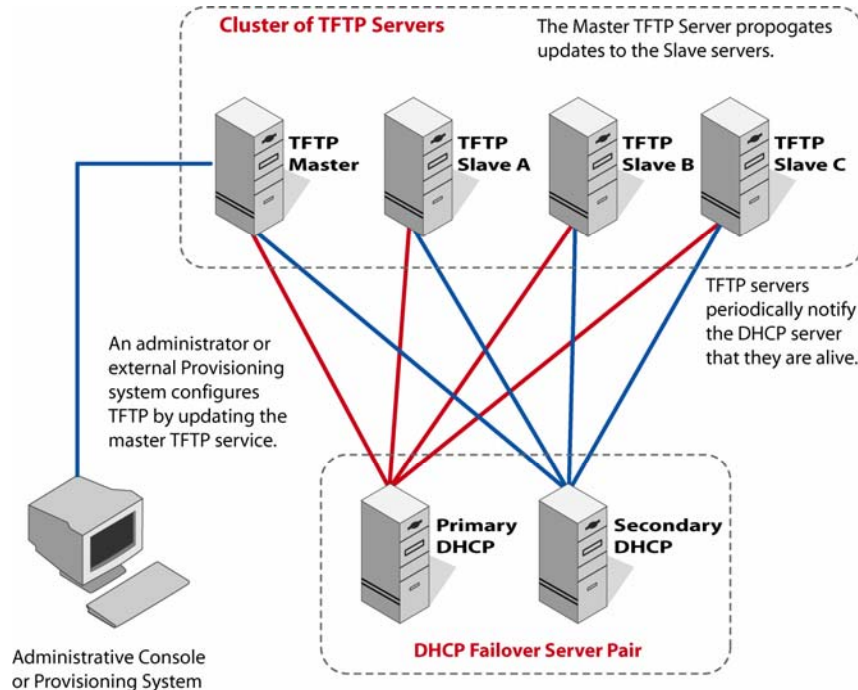 Cluster of TFTP Servers
The Master TFTP Server propogates
updates to the Slave servers.
TFTP
Master
TFTP
Slave A
TFTP
Slave B
TFTP
Slave C
TFTP servers
periodically notify
the DHCP server
that they are alive.
An administrator or
external Provisioning
system configures
TFTP by updating the
master TFTP service.
Primary
DHCP
Secondary
DHCP
DHCP Failover Server Pair
Administrative Console
or Provisioning System